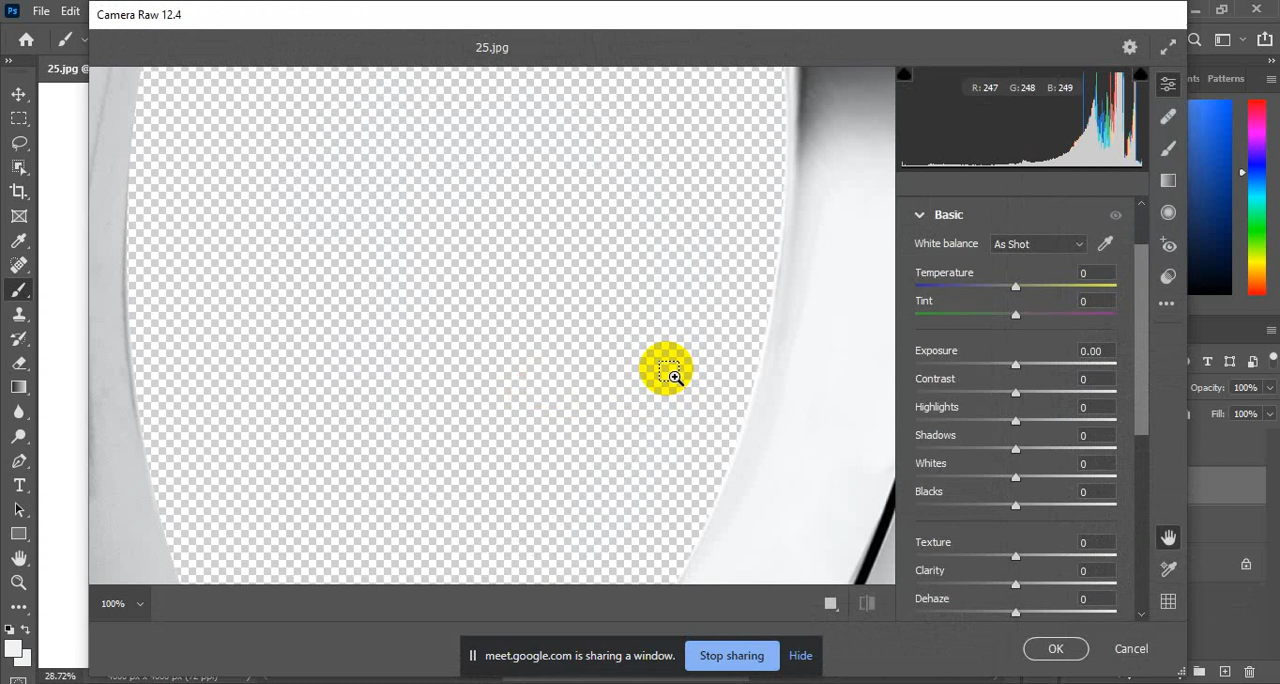 Ps File Edit
Camera Raw 12.4
25.jpg
25.jpg @
Patterns
R: 247 G: 248 B: 249
Basic
White balance As Shot
Temperature 0
Tint 0
Exposure 0.00
Contrast 0
Highlights 0
Shadows 0
Whites 0
Blacks 0
Texture 0
Clarity 0
Dehaze 0
Opacity: 100%
Fill: 100%
100%
meet.google.com is sharing a window. Stop sharing Hide
OK Cancel
28.72%